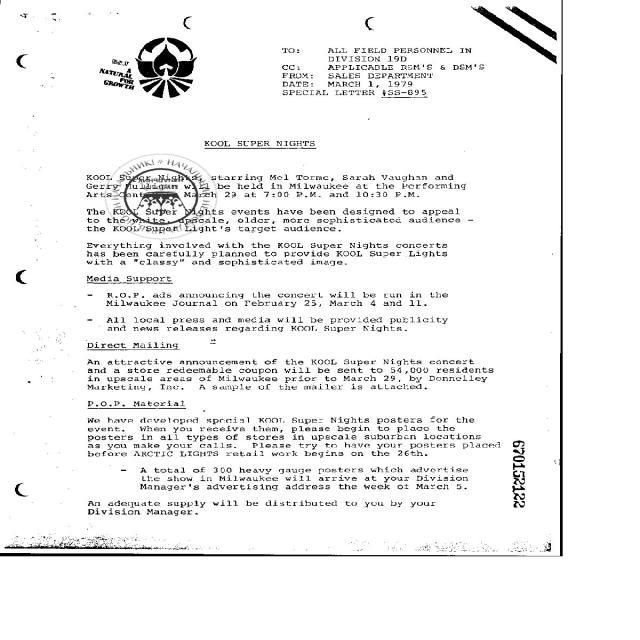 TO: ALL FIELD PERSONNEL IN
DIVISION 19D
CC: APPLICABLE RSM'S & DSM'S
FROM: SALES DEPARTMENT
DATE: MARCH 1, 1979
SPECIAL LETTER #SS-895
A
NATURAL
FOR
GROWTH
KOOL SUPER NIGHTS
KOOL Super Nights, starring Mel Torme, Sarah Vaughan and
Gerry Mulligan will be held in Milwaukee at the Performing
Arts Center, March 29 at 7:00 P.M. and 10:30 P.M.
The KOOL Super Nights events have been designed to appeal
to the white, upscale, older, more sophisticated audience -
the KOOL Super Light's target audience.
Everything involved with the KOOL Super Nights concerts
has been carefully planned to provide KOOL Super Lights
with a "classy" and sophisticated image.
Media Support
- R.O.P. ads announcing the concert will be run in the
Milwaukee Journal on February 25, March 4 and 11.
- All local press and media will be provided publicity
and news releases regarding KOOL Super Nights.
Direct Mailing
An attractive announcement of the KOOL Super Nights concert
and a store redeemable coupon will be sent to 54,000 residents
in upscale areas of Milwaukee prior to March 29, by Donnelley
Marketing, Inc. A sample of the mailer is attached.
P.O.P. Material
We have developed special KOOL Super Nights posters for the
event. When you receive them, please begin to place the
posters in all types of stores in upscale suburban locations
as you make your calls. Please try to have your posters placed
before ARCTIC LIGHTS retail work begins on the 26th.
- A total of 300 heavy gauge posters which advertise
the show in Milwaukee will arrive at your Division
Manager's advertising address the week of March 5.
An adequate supply will be distributed to you by your
Division Manager.
670152122